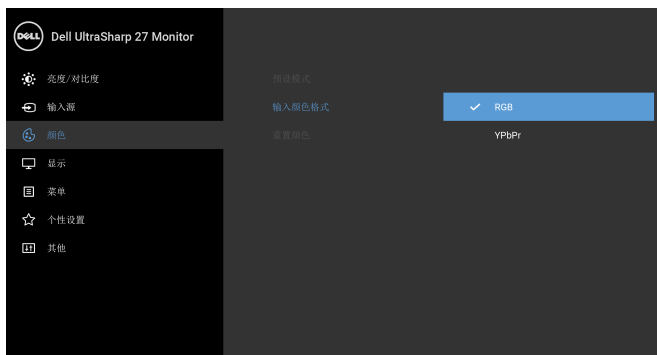 DELL
Dell UltraSharp 27 Monitor
亮度/对比度
预设模式
输入源
输入颜色格式
RGB
颜色
重置颜色
YPbPr
显示
菜单
个性设置
其他